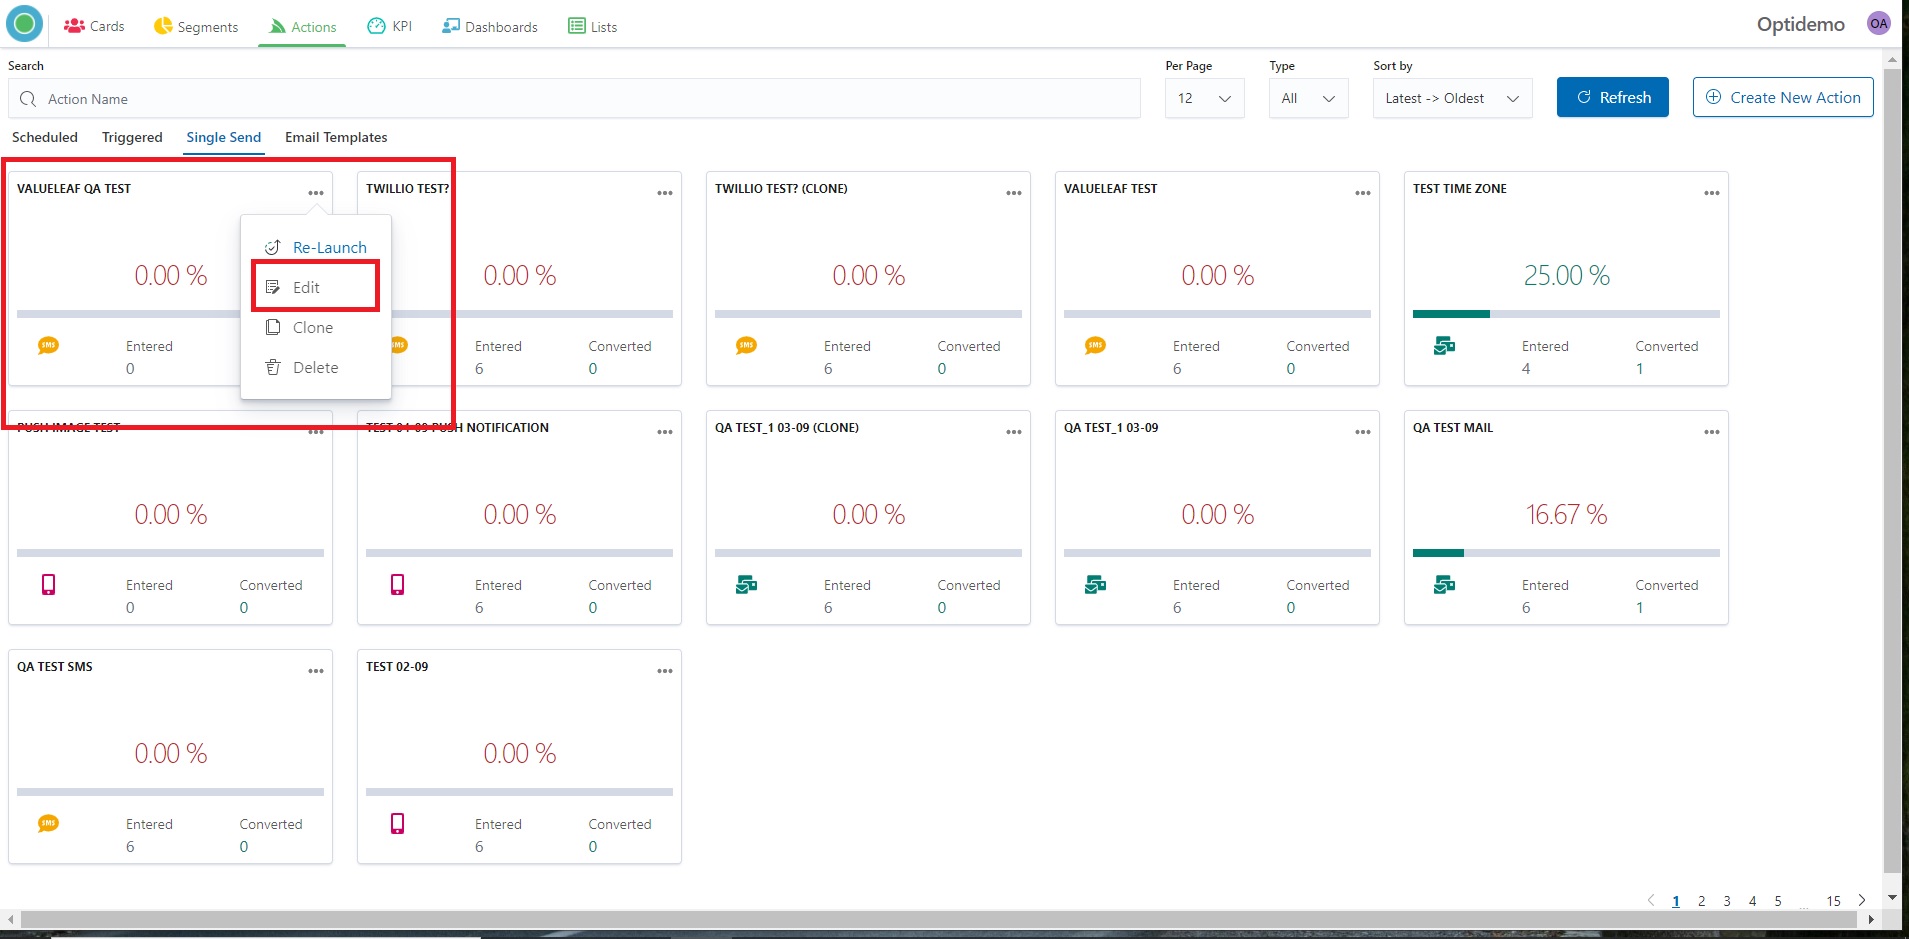 Cards Segments Actions KPI Dashboards Lists Optidemo OA
Search Per Page Type Sort by
Action Name 12 All Latest -> Oldest Refresh Create New Action
Scheduled Triggered Single Send Email Templates
VALUELEAF QA TEST
0.00 %
SMS
Entered
0
Re-Launch
Edit
Clone
Delete
TWILLIO TEST?
0.00 %
SMS
Entered Converted
6 0
TWILLIO TEST? (CLONE)
0.00 %
SMS
Entered Converted
6 0
VALUELEAF TEST
0.00 %
SMS
Entered Converted
6 0
TEST TIME ZONE
25.00 %
Entered Converted
4 1
PUSH IMAGE TEST
0.00 %
Entered Converted
0 0
TEST 01-09 PUSH NOTIFICATION
0.00 %
Entered Converted
6 0
QA TEST_1 03-09 (CLONE)
0.00 %
Entered Converted
6 0
QA TEST_1 03-09
0.00 %
Entered Converted
6 0
QA TEST MAIL
16.67 %
Entered Converted
6 1
QA TEST SMS
0.00 %
SMS
Entered Converted
6 0
TEST 02-09
0.00 %
Entered Converted
6 0
1 2 3 4 5 ... 15